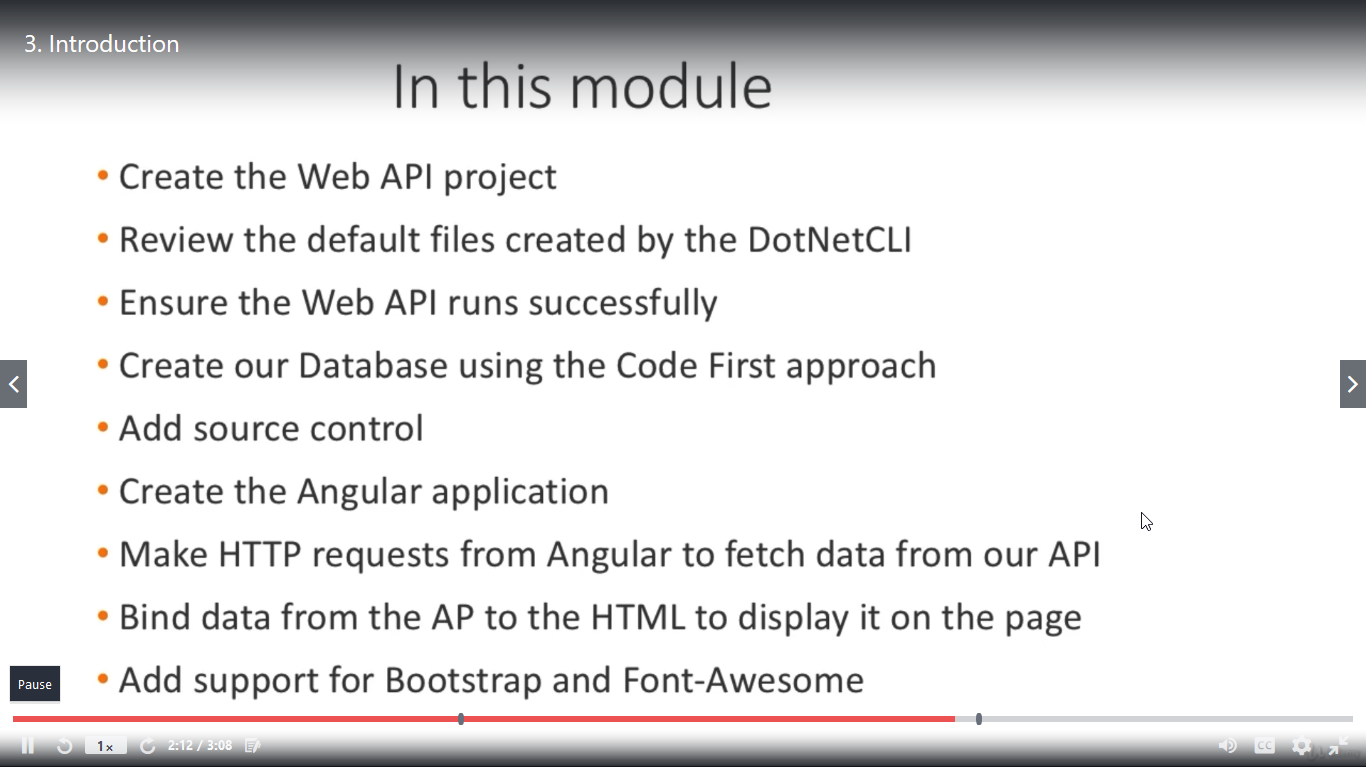 3. Introduction
In this module
• Create the Web API project
• Review the default files created by the DotNetCLI
• Ensure the Web API runs successfully
• Create our Database using the Code First approach
• Add source control
• Create the Angular application
• Make HTTP requests from Angular to fetch data from our API
• Bind data from the AP to the HTML to display it on the page
• Add support for Bootstrap and Font-Awesome
Pause
1x 2:12 / 3:08 CC